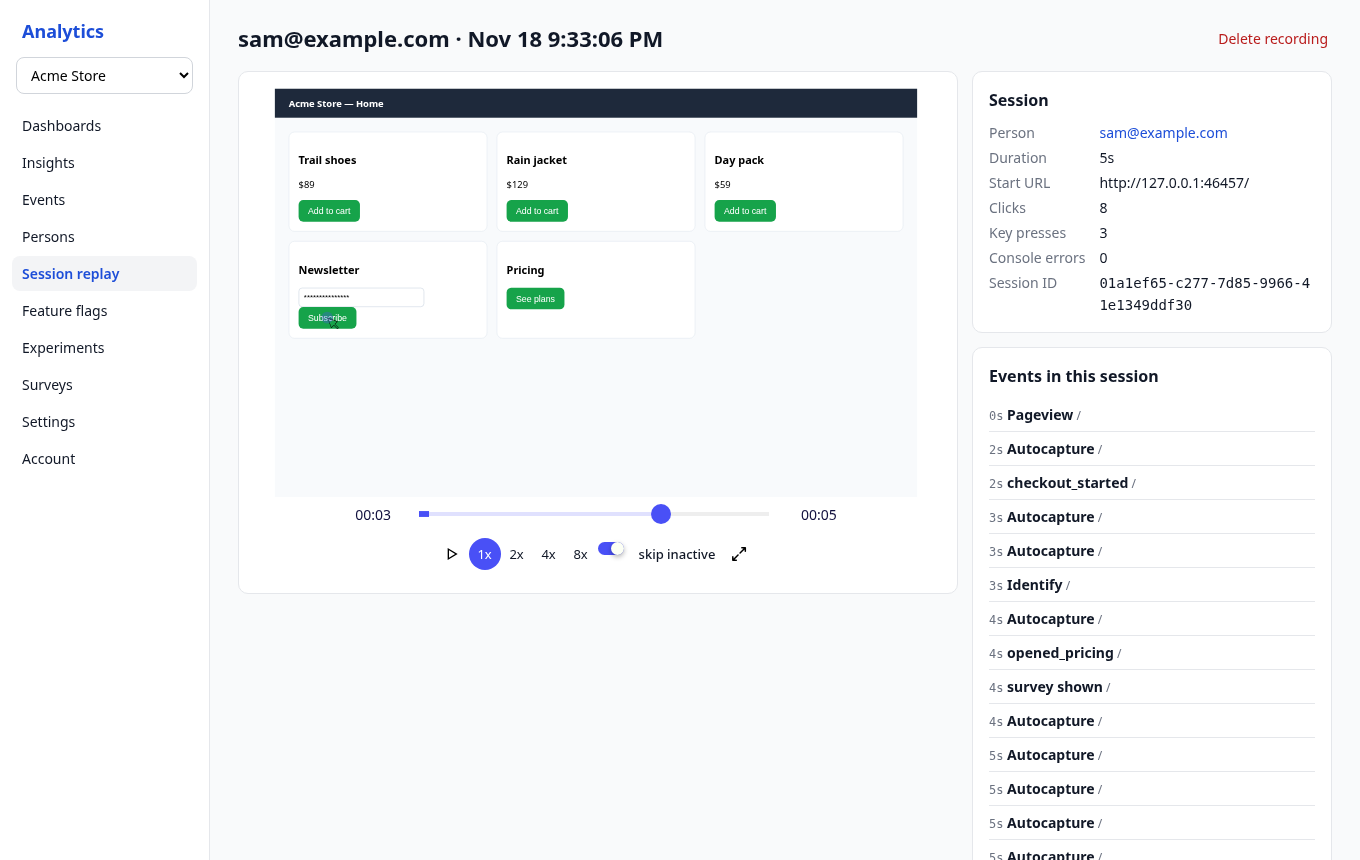 Analytics
Acme Store
Dashboards
Insights
Events
Persons
Session replay
Feature flags
Experiments
Surveys
Settings
Account
sam@example.com · Nov 18 9:33:06 PM
Delete recording
Acme Store — Home
Trail shoes
$89
Add to cart
Rain jacket
$129
Add to cart
Day pack
$59
Add to cart
Newsletter
***************
Subscribe
Pricing
See plans
00:03
00:05
1x 2x 4x 8x skip inactive
Session
Person sam@example.com
Duration 5s
Start URL http://127.0.0.1:46457/
Clicks 8
Key presses 3
Console errors 0
Session ID 01a1ef65-c277-7d85-9966-4
1e1349ddf30
Events in this session
0s Pageview /
2s Autocapture /
2s checkout_started /
3s Autocapture /
3s Autocapture /
3s Identify /
4s Autocapture /
4s opened_pricing /
4s survey shown /
4s Autocapture /
5s Autocapture /
5s Autocapture /
5s Autocapture /
5s Autocapture /